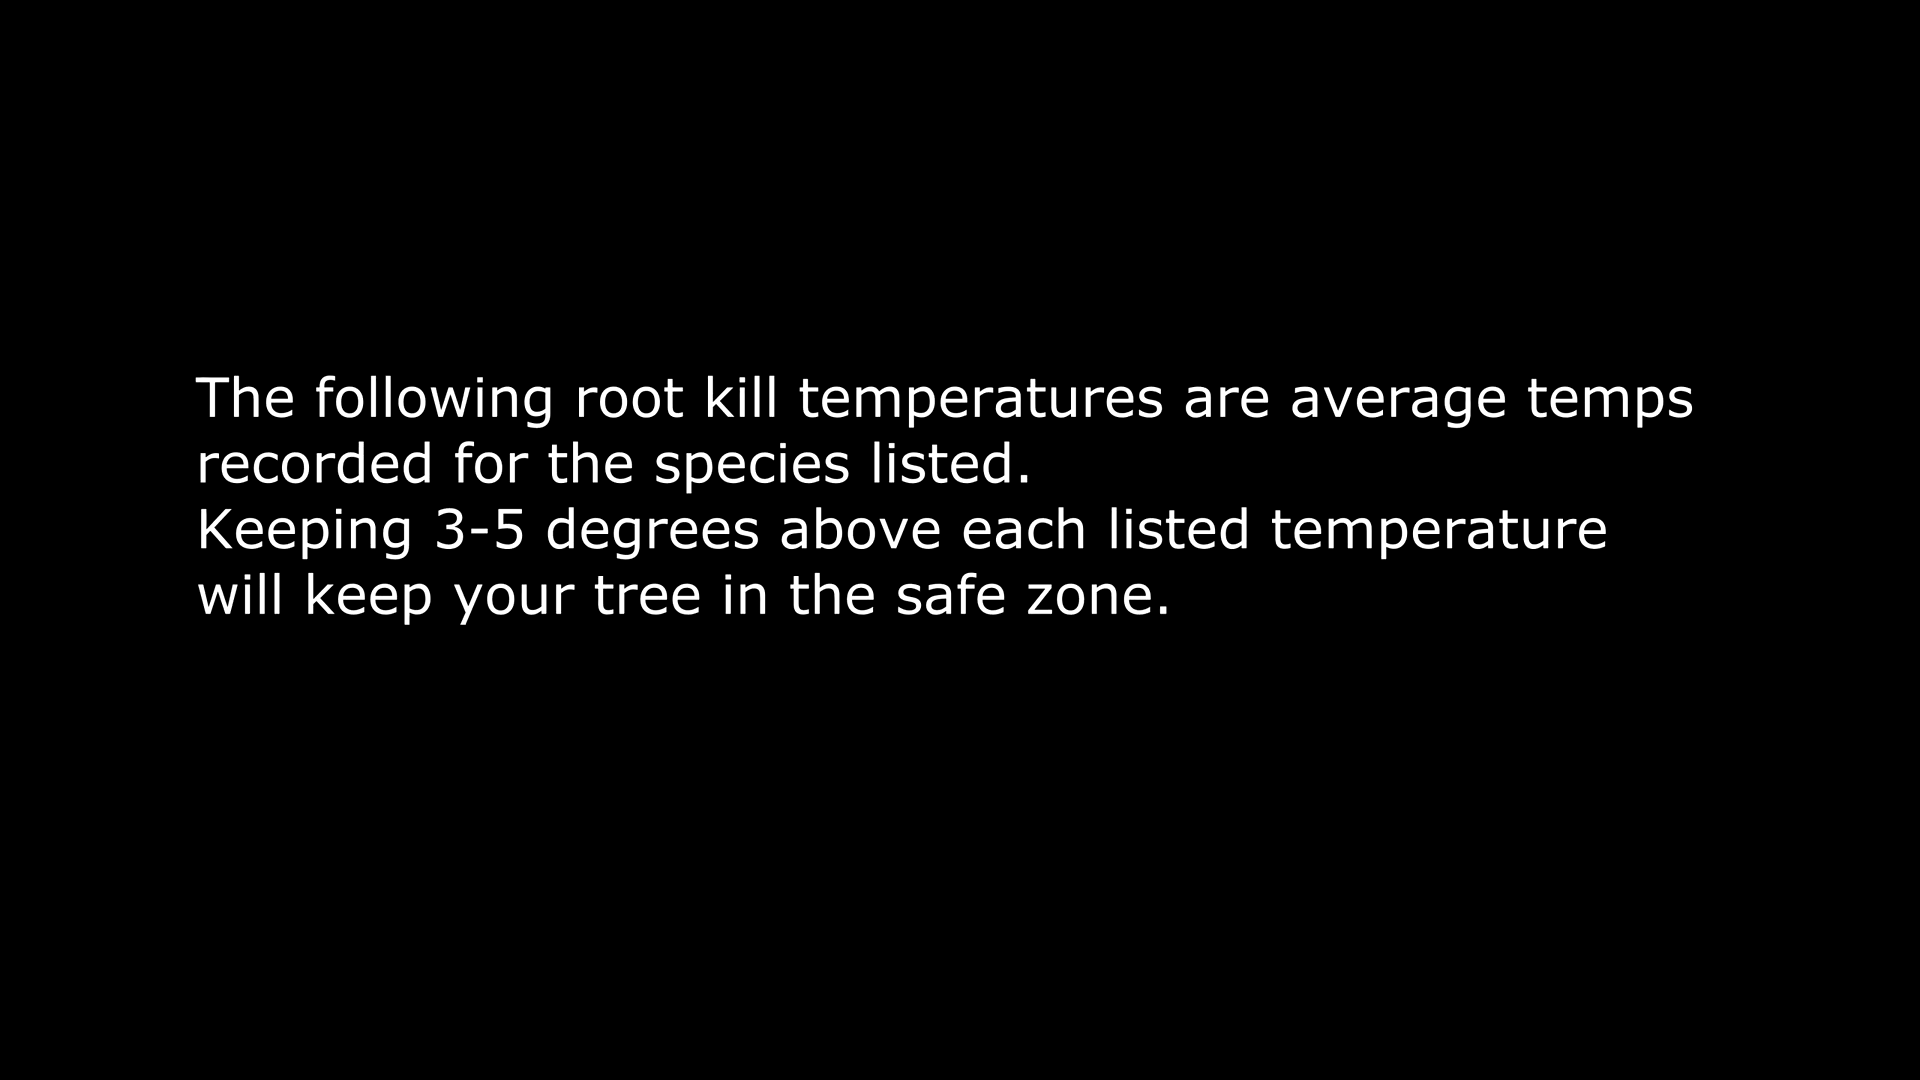 The following root kill temperatures are average temps
recorded for the species listed.
Keeping 3-5 degrees above each listed temperature
will keep your tree in the safe zone.